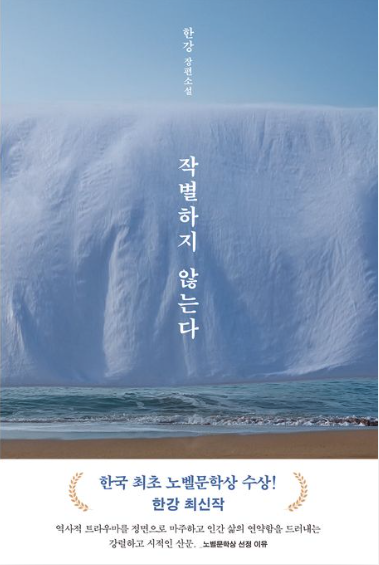 한강
장편소설
작별하지 않는다
한국 최초 노벨문학상 수상!
한강 최신작
역사적 트라우마를 정면으로 마주하고 인간 삶의 연약함을 드러내는
강렬하고 시적인 산문. _노벨문학상 선정 이유